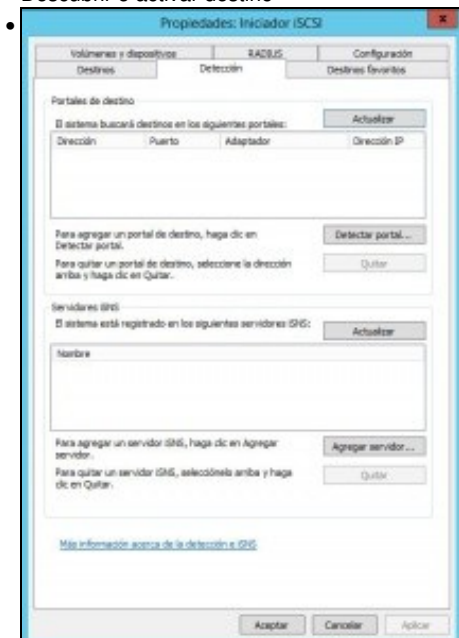 Descubrir o activar destino
Propiedades: Iniciador iSCSI
Volúmenes y dispositivos RADIUS Configuración
Destinos Detección Destinos favoritos
Portales de destino
El sistema buscará destinos en los siguientes portales:
Actualizar
Dirección Puerto Adaptador Dirección IP
Para agregar un portal de destino, haga clic en
Detectar portal.
Detectar portal...
Para quitar un portal de destino, seleccione la dirección
arriba y haga clic en Quitar.
Quitar
Servidores iSNS
El sistema está registrado en los siguientes servidores iSNS:
Actualizar
Nombre
Para agregar un servidor iSNS, haga clic en Agregar
servidor.
Agregar servidor...
Para quitar un servidor iSNS, selecciónelo arriba y haga
clic en Quitar.
Quitar
Más información acerca de la detección e iSNS
Aceptar Cancelar Aplicar